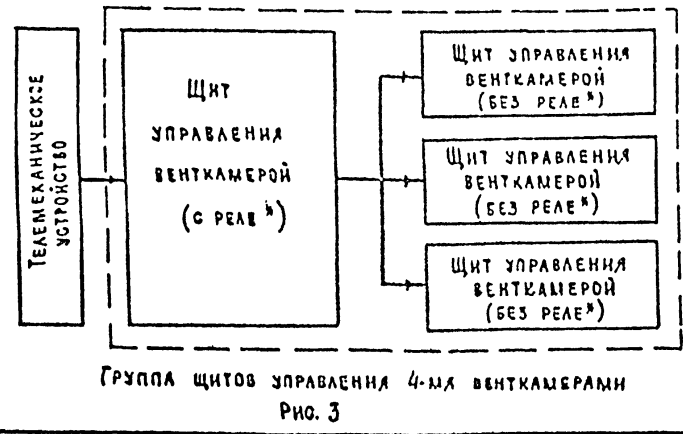 Телемеханическое
устройство
Щит
управления
венткамерой
(с реле*)
Щит управления
венткамерой
(без реле*)
Щит управления
венткамерой
(без реле*)
Щит управления
венткамерой
(без реле*)
Группа щитов управления 4-мя венткамерами
Рис. 3